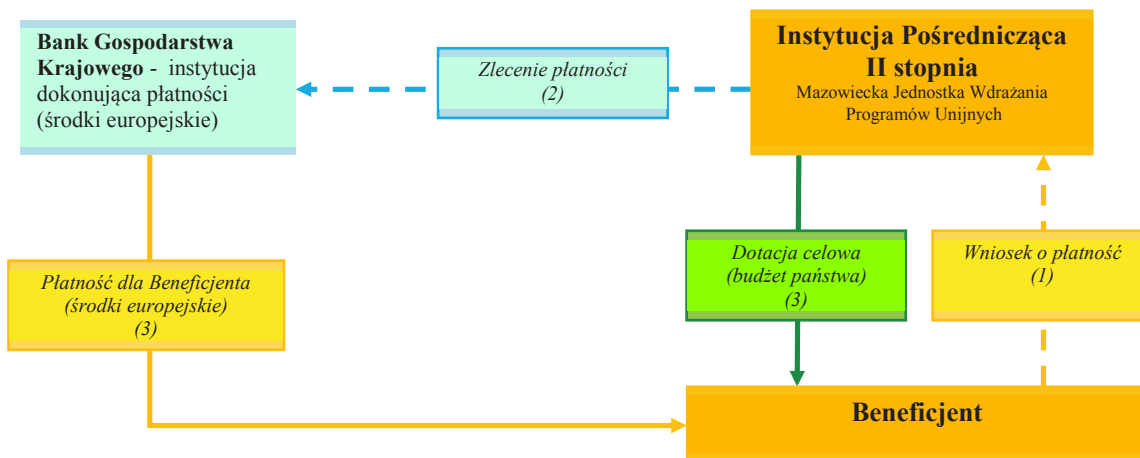 Bank Gospodarstwa
Krajowego - instytucja
dokonująca płatności
(środki europejskie)
Zlecenie płatności
(2)
Instytucja Pośrednicząca
II stopnia
Mazowiecka Jednostka Wdrażania
Programów Unijnych
Płatność dla Beneficjenta
(środki europejskie)
(3)
Dotacja celowa
(budżet państwa)
(3)
Wniosek o płatność
(1)
Beneficjent